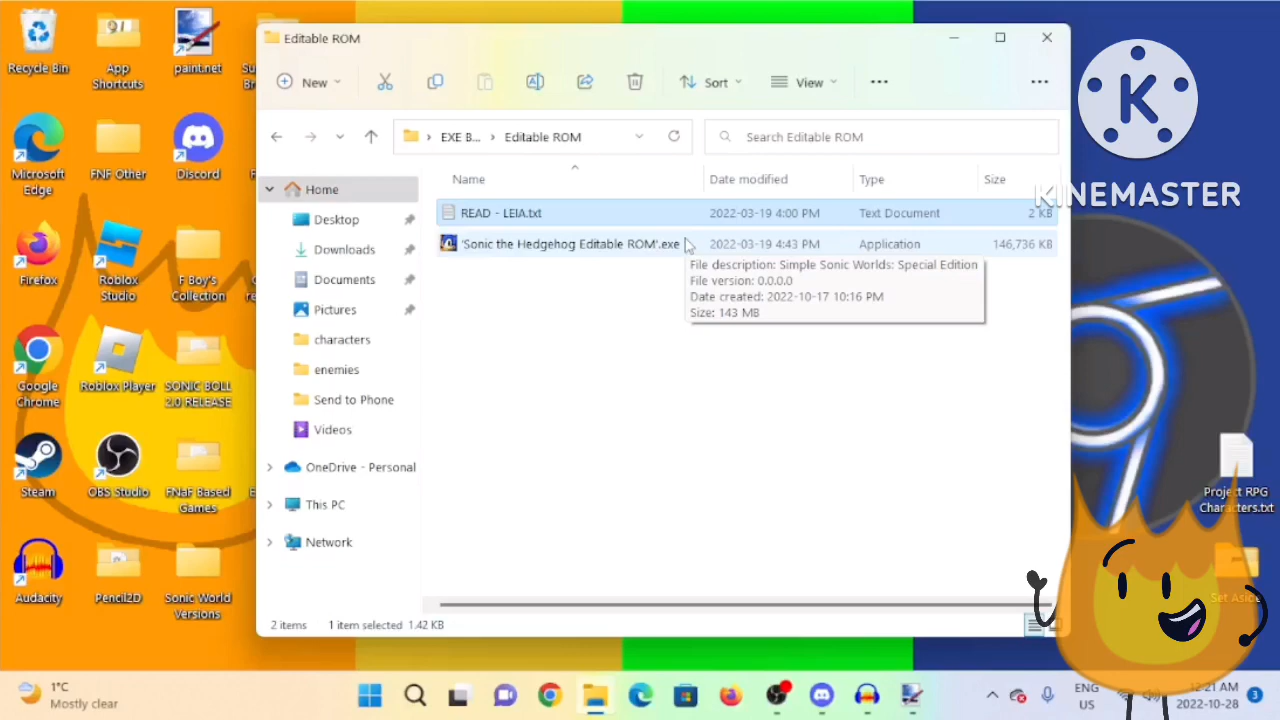 Editable ROM
New
Sort
View
EXE B...
Editable ROM
Search Editable ROM
Name
Date modified
Type
Size
READ - LEIA.txt
2022-03-19 4:00 PM
Text Document
2 KB
'Sonic the Hedgehog Editable ROM'.exe
2022-03-19 4:43 PM
Application
146,736 KB
File description: Simple Sonic Worlds: Special Edition
File version: 0.0.0.0
Date created: 2022-10-17 10:16 PM
Size: 143 MB
Home
Desktop
Downloads
Documents
Pictures
characters
enemies
Send to Phone
Videos
OneDrive - Personal
This PC
Network
2 items
1 item selected 1.42 KB
Recycle Bin
App
Shortcuts
paint.net
Microsoft
Edge
FNF Other
Discord
Firefox
Roblox
Studio
F Boy's
Collection
Google
Chrome
Roblox Player
SONIC BOLL
2.0 RELEASE
Steam
OBS Studio
FNaF Based
Games
Audacity
Pencil2D
Sonic World
Versions
K
KINEMASTER
Project RPG
Characters.txt
Set Aside
1°C
Mostly clear
ENG
US
12:21 AM
2022-10-28
3